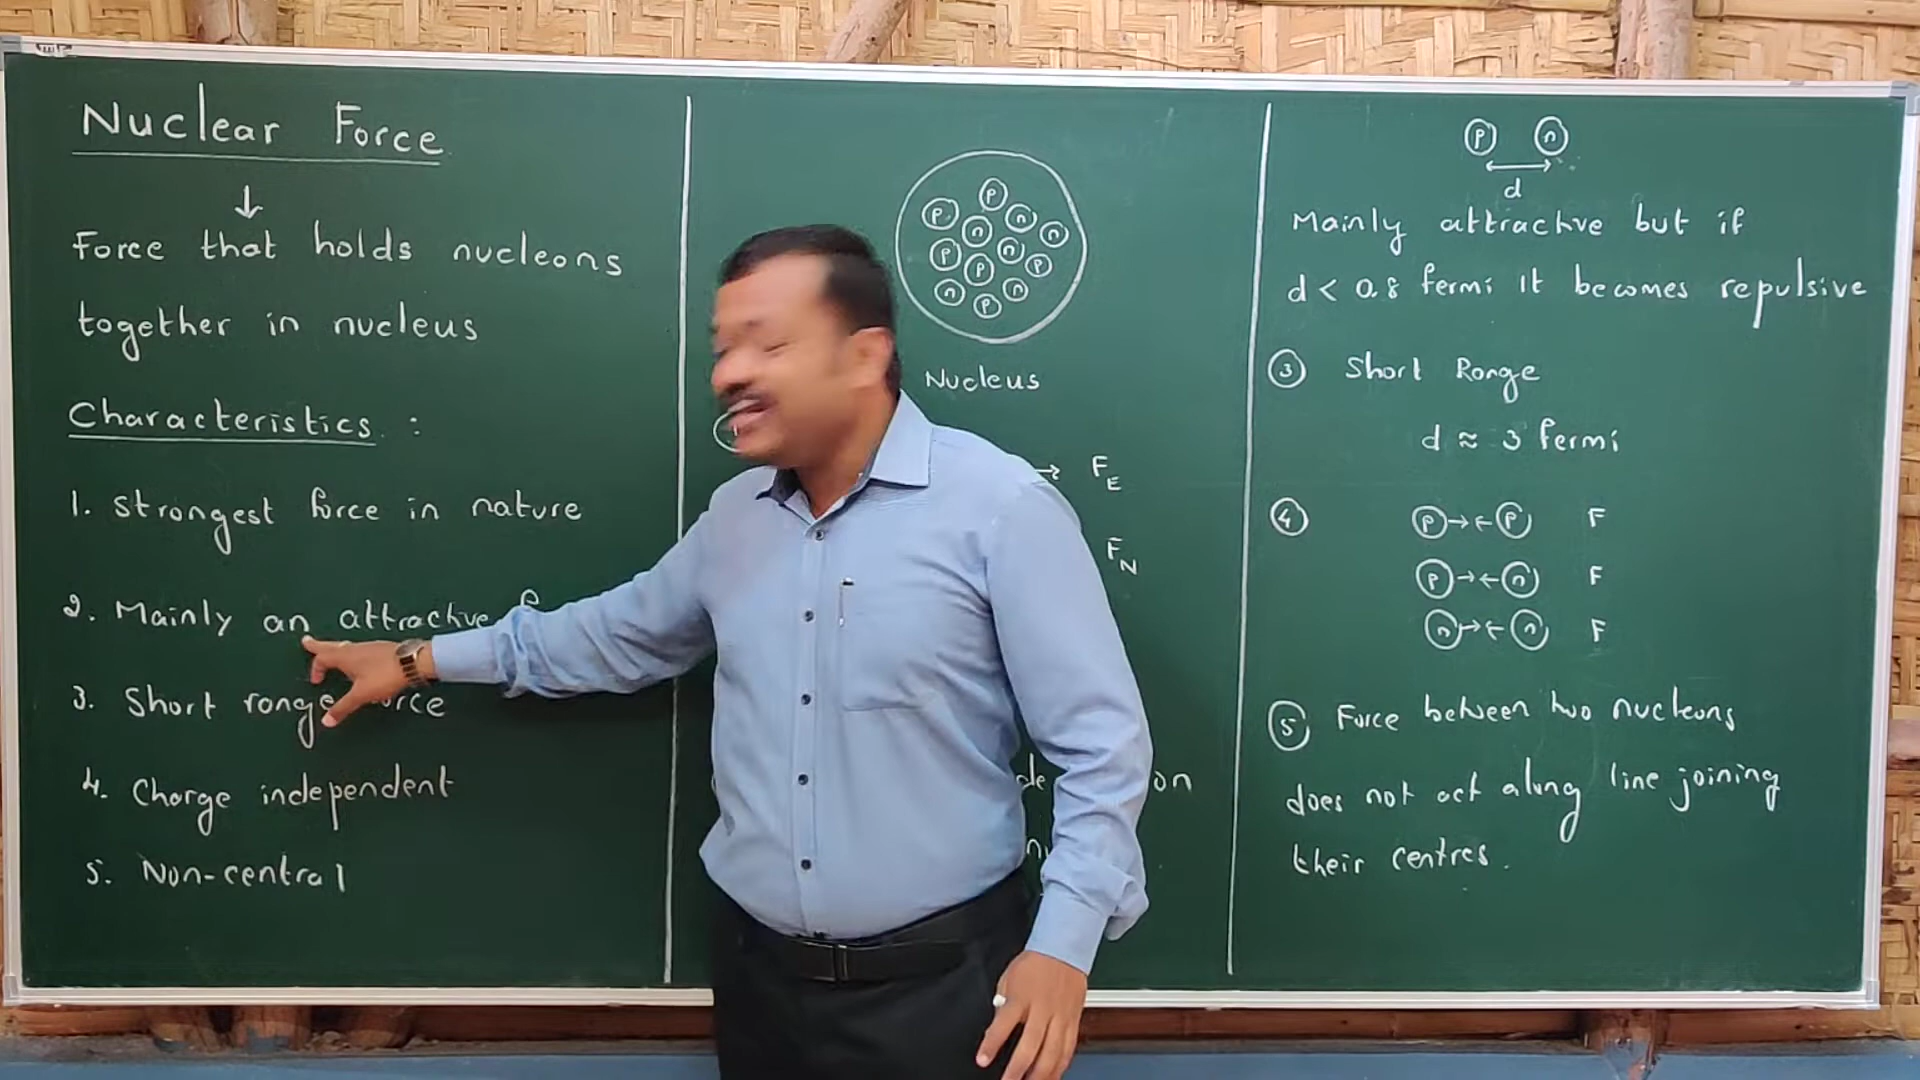 Nuclear Force
↓
Force that holds nucleons
together in nucleus
Characteristics :
1. Strongest force in nature
2. Mainly an attractive
3. Short range
4. Charge independent
5. Non-central
p
p n n
n
p n p
p
n n
p
Nucleus
→ F_E
F_N
p n
d
Mainly attractive but if
d < 0.8 fermi it becomes repulsive
③ Short Range
d ≈ 3 fermi
④ p→←p F
p→←n F
n→←n F
⑤ Force between two nucleons
does not act along line joining
their centres.